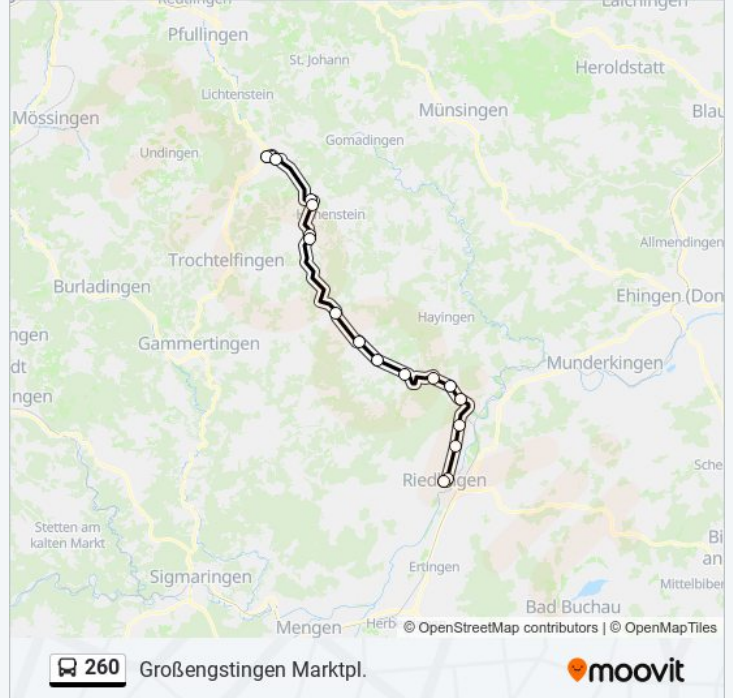 Reutlingen
Laichingen
Pfullingen
St. Johann
Heroldstatt
Lichtenstein
Münsingen
Mössingen
Blau
Gomadingen
Undingen
Hohenstein
Allmendingen
Trochtelfingen
Burladingen
Ehingen (Don
Hayingen
ngen
Gammertingen
dt
Munderkingen
ngen
Sche
Riedlingen
Stetten am
kalten Markt
Bi
an
Ertingen
Sigmaringen
Mittelbiber
Bad Buchau
Mengen
Herb
© OpenStreetMap contributors | © OpenMapTiles
260 Großengstingen Marktpl.
moovit